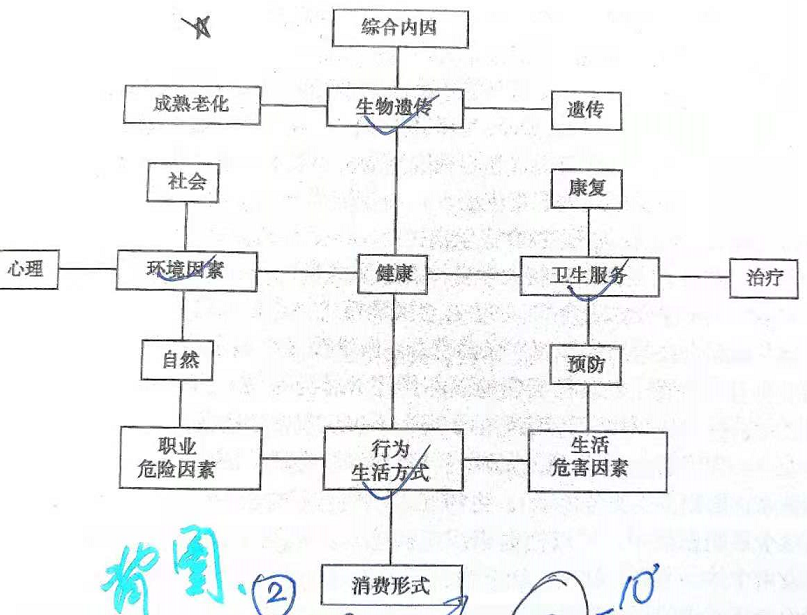 综合内因
成熟老化
生物遗传
遗传
社会
康复
心理
环境因素
健康
卫生服务
治疗
自然
预防
职业
危险因素
行为
生活方式
生活
危害因素
背图.
②
消费形式
10'